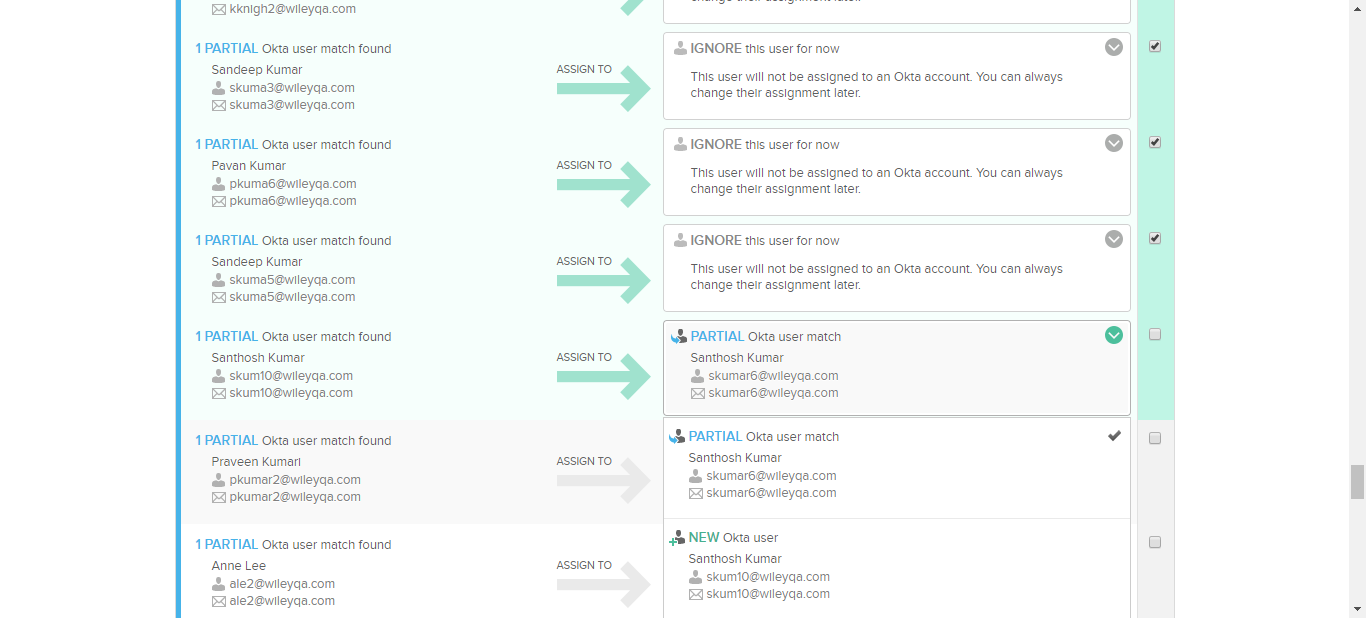 kknigh2@wileyqa.com
change their assignment later.
1 PARTIAL Okta user match found
Sandeep Kumar
skuma3@wileyqa.com
skuma3@wileyqa.com
ASSIGN TO
IGNORE this user for now
This user will not be assigned to an Okta account. You can always
change their assignment later.
1 PARTIAL Okta user match found
Pavan Kumar
pkuma6@wileyqa.com
pkuma6@wileyqa.com
ASSIGN TO
IGNORE this user for now
This user will not be assigned to an Okta account. You can always
change their assignment later.
1 PARTIAL Okta user match found
Sandeep Kumar
skuma5@wileyqa.com
skuma5@wileyqa.com
ASSIGN TO
IGNORE this user for now
This user will not be assigned to an Okta account. You can always
change their assignment later.
1 PARTIAL Okta user match found
Santhosh Kumar
skum10@wileyqa.com
skum10@wileyqa.com
ASSIGN TO
PARTIAL Okta user match
Santhosh Kumar
skumar6@wileyqa.com
skumar6@wileyqa.com
1 PARTIAL Okta user match found
Praveen Kumarl
pkumar2@wileyqa.com
pkumar2@wileyqa.com
ASSIGN TO
PARTIAL Okta user match
Santhosh Kumar
skumar6@wileyqa.com
skumar6@wileyqa.com
1 PARTIAL Okta user match found
Anne Lee
ale2@wileyqa.com
ale2@wileyqa.com
ASSIGN TO
NEW Okta user
Santhosh Kumar
skum10@wileyqa.com
skum10@wileyqa.com